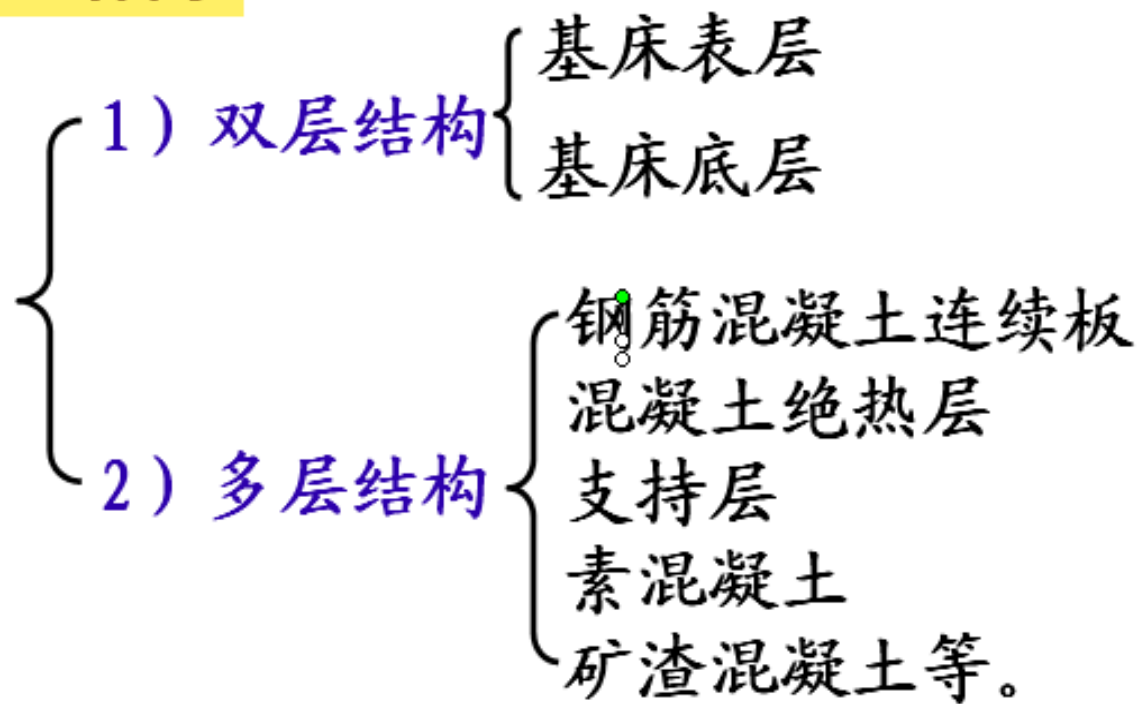 1）双层结构
基床表层
基床底层
2）多层结构
钢筋混凝土连续板
混凝土绝热层
支持层
素混凝土
矿渣混凝土等。